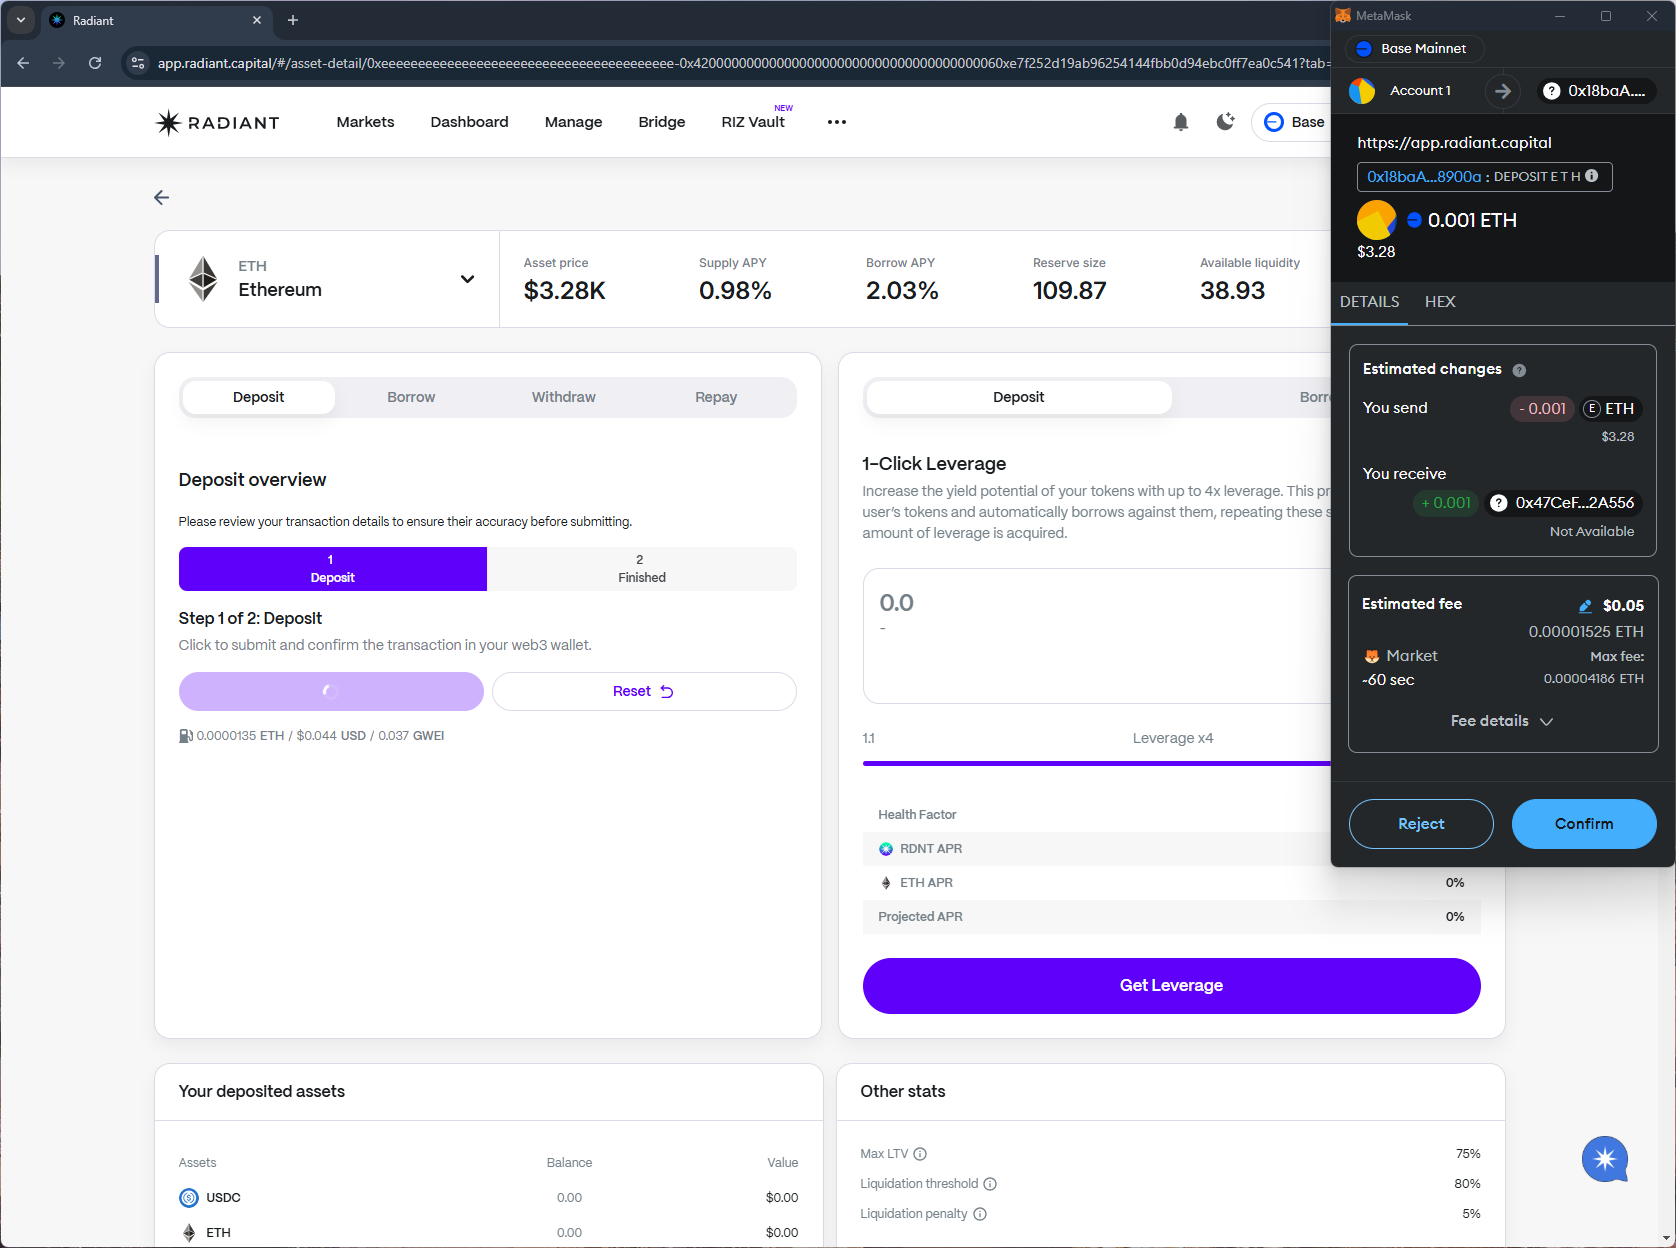 Radiant
app.radiant.capital/#/asset-detail/0xeeeeeeeeeeeeeeeeeeeeeeeeeeeeeeeeeeeeeeee-0x4200000000000000000000000000000000000006
0xe7f252d19ab96254144fbb0d94ebc0ff7ea0c541?tab=
RADIANT
Markets
Dashboard
Manage
Bridge
RIZ Vault
NEW
Base
ETH
Ethereum
Asset price
$3.28K
Supply APY
0.98%
Borrow APY
2.03%
Reserve size
109.87
Available liquidity
38.93
Deposit
Borrow
Withdraw
Repay
Deposit overview
Please review your transaction details to ensure their accuracy before submitting.
1
Deposit
2
Finished
Step 1 of 2: Deposit
Click to submit and confirm the transaction in your web3 wallet.
Reset
0.0000135 ETH / $0.044 USD / 0.037 GWEI
Deposit
Borr
1-Click Leverage
Increase the yield potential of your tokens with up to 4x leverage. This pr
user's tokens and automatically borrows against them, repeating these s
amount of leverage is acquired.
0.0
-
1.1
Leverage x4
Health Factor
RDNT APR
ETH APR
0%
Projected APR
0%
Get Leverage
Your deposited assets
Assets
Balance
Value
USDC
0.00
$0.00
ETH
0.00
$0.00
Other stats
Max LTV
75%
Liquidation threshold
80%
Liquidation penalty
5%
MetaMask
Base Mainnet
Account 1
0x18baA....
https://app.radiant.capital
0x18baA...8900a : DEPOSIT E T H
0.001 ETH
$3.28
DETAILS
HEX
Estimated changes
You send
- 0.001
E ETH
$3.28
You receive
+ 0.001
0x47CeF...2A556
Not Available
Estimated fee
$0.05
0.00001525 ETH
Market
Max fee:
~60 sec
0.00004186 ETH
Fee details
Reject
Confirm